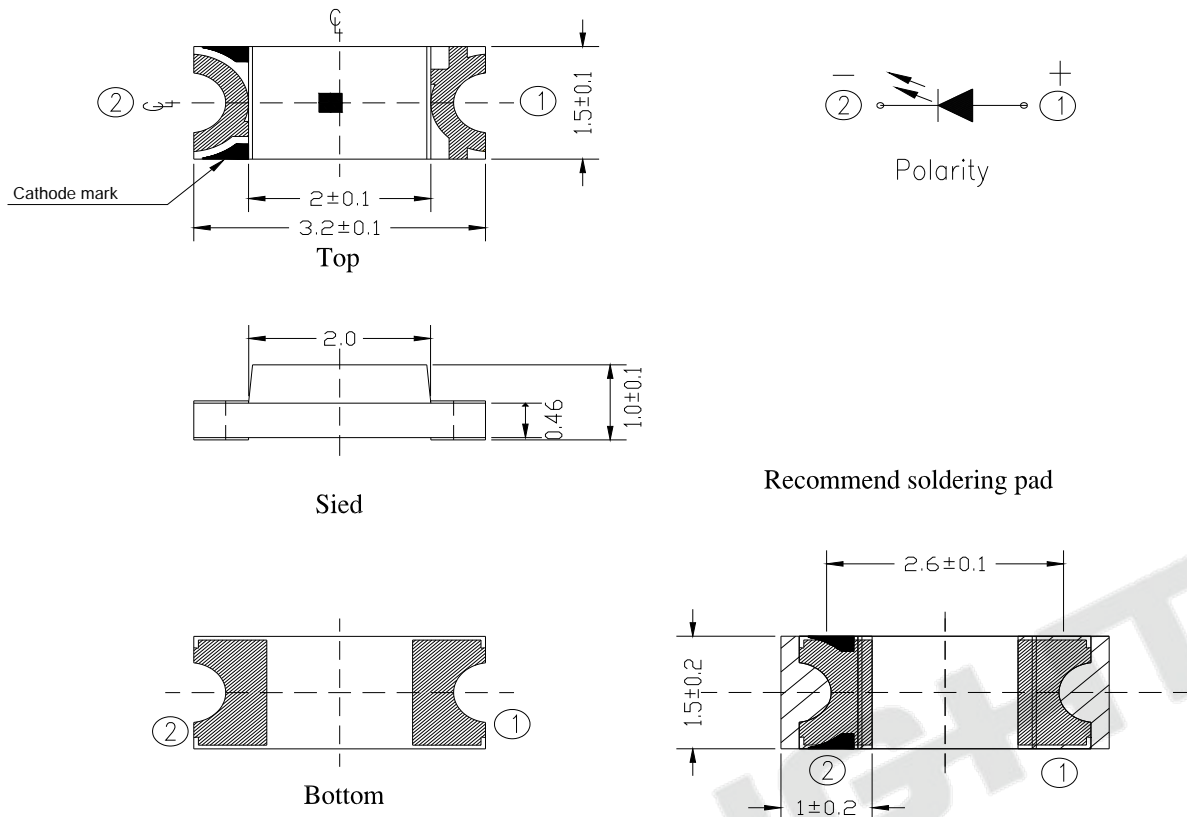 ℄
② ℄ ①
1.5±0.1
Cathode mark
2±0.1
3.2±0.1
Top
− +
② ①
Polarity
2.0
0.46
1.0±0.1
Sied
Recommend soldering pad
2.6±0.1
1.5±0.2
② ①
1±0.2
② ①
Bottom